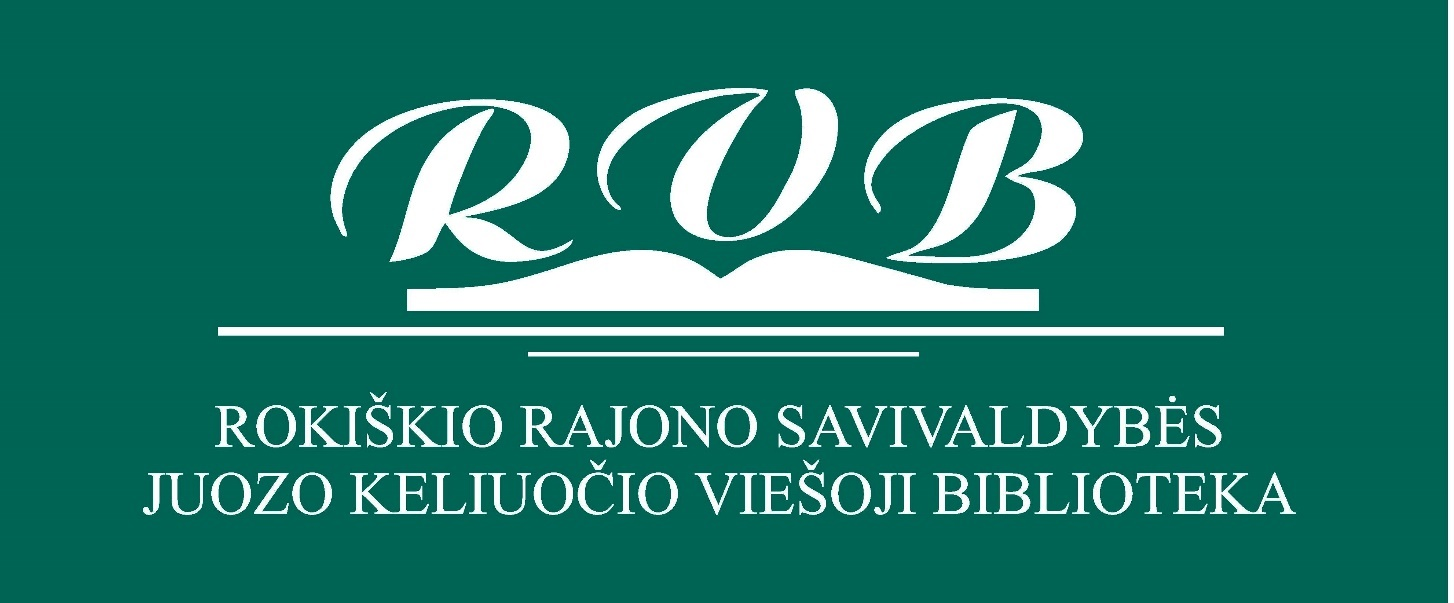 RVB
ROKIŠKIO RAJONO SAVIVALDYBĖS
JUOZO KELIUOČIO VIEŠOJI BIBLIOTEKA